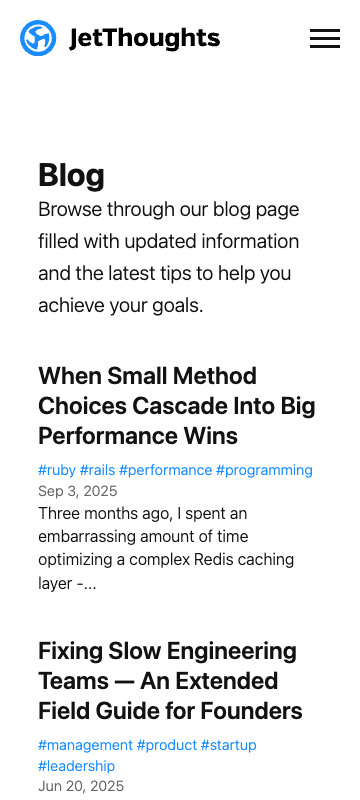 JetThoughts
Blog
Browse through our blog page
filled with updated information
and the latest tips to help you
achieve your goals.
When Small Method
Choices Cascade Into Big
Performance Wins
#ruby #rails #performance #programming
Sep 3, 2025
Three months ago, I spent an
embarrassing amount of time
optimizing a complex Redis caching
layer -...
Fixing Slow Engineering
Teams — An Extended
Field Guide for Founders
#management #product #startup
#leadership
Jun 20, 2025